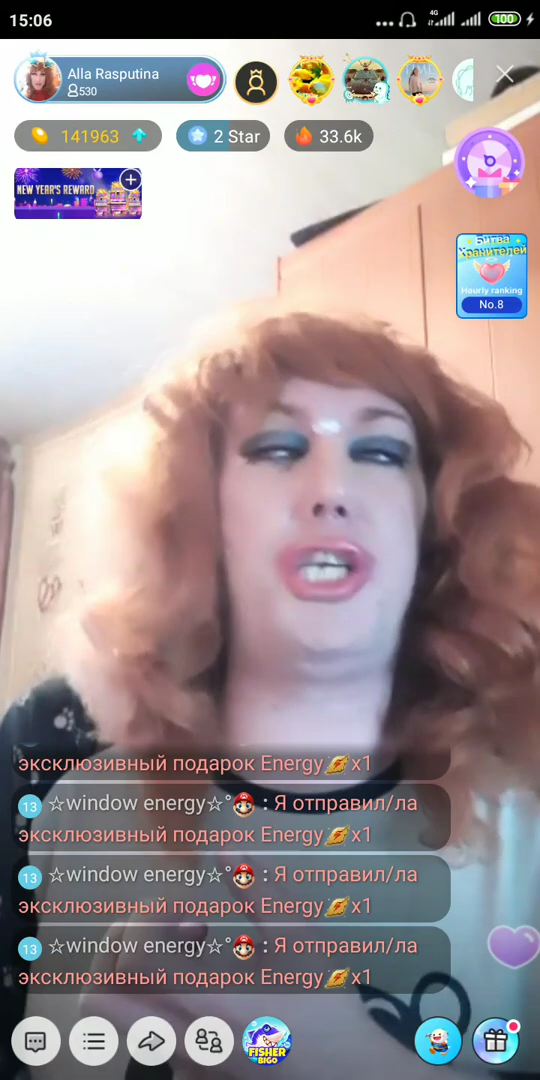 15:06
4G
100
Alla Rasputina
530
141963
2 Star
33.6k
NEW YEAR'S REWARD
Битва
Хранителей
Hourly ranking
No.8
эксклюзивный подарок Energy x1
13 ☆window energy☆° : Я отправил/ла
эксклюзивный подарок Energy x1
13 ☆window energy☆° : Я отправил/ла
эксклюзивный подарок Energy x1
13 ☆window energy☆° : Я отправил/ла
эксклюзивный подарок Energy x1
FISHER
BIGO